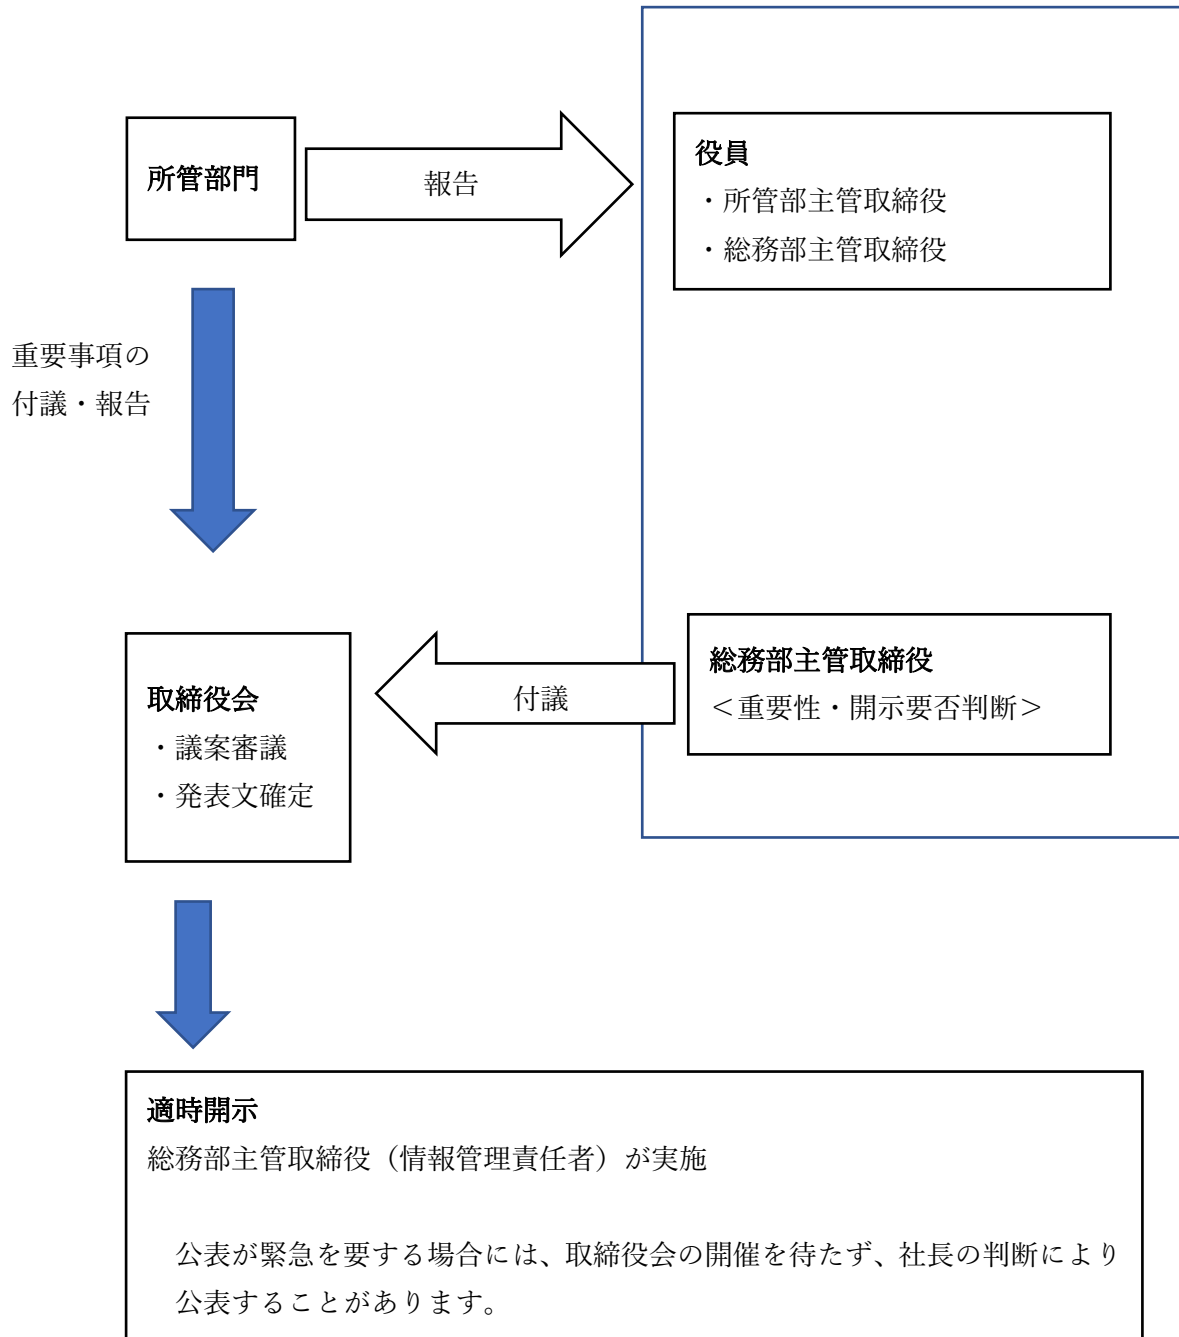 所管部門
報告
役員
・所管部主管取締役
・総務部主管取締役
重要事項の
付議・報告
取締役会
・議案審議
・発表文確定
付議
総務部主管取締役
＜重要性・開示要否判断＞
適時開示
総務部主管取締役（情報管理責任者）が実施
公表が緊急を要する場合には、取締役会の開催を待たず、社長の判断により
公表することがあります。